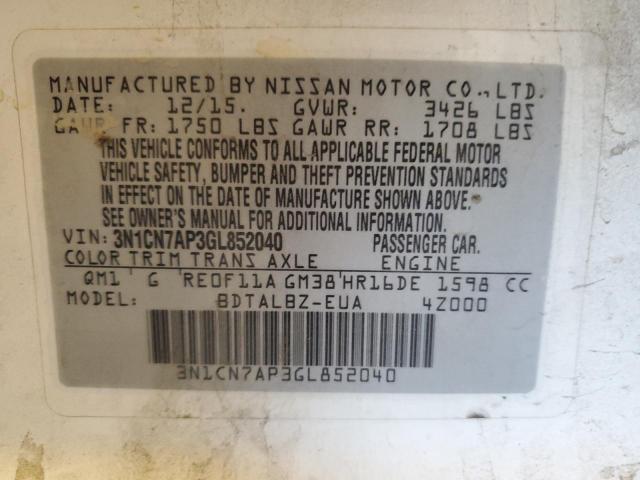 MANUFACTURED BY NISSAN MOTOR CO., LTD.
DATE: 12/15. GVWR: 3426 LBS
GAWR FR: 1750 LBS GAWR RR: 1708 LBS
THIS VEHICLE CONFORMS TO ALL APPLICABLE FEDERAL MOTOR
VEHICLE SAFETY, BUMPER AND THEFT PREVENTION STANDARDS
IN EFFECT ON THE DATE OF MANUFACTURE SHOWN ABOVE.
SEE OWNER'S MANUAL FOR ADDITIONAL INFORMATION.
VIN: 3N1CN7AP3GL852040 PASSENGER CAR.
COLOR TRIM TRANS AXLE ENGINE
QM1 G RE0F11A GM38 HR16DE 1598 CC
MODEL: BDTALBZ-EUA 4Z000
3N1CN7AP3GL852040